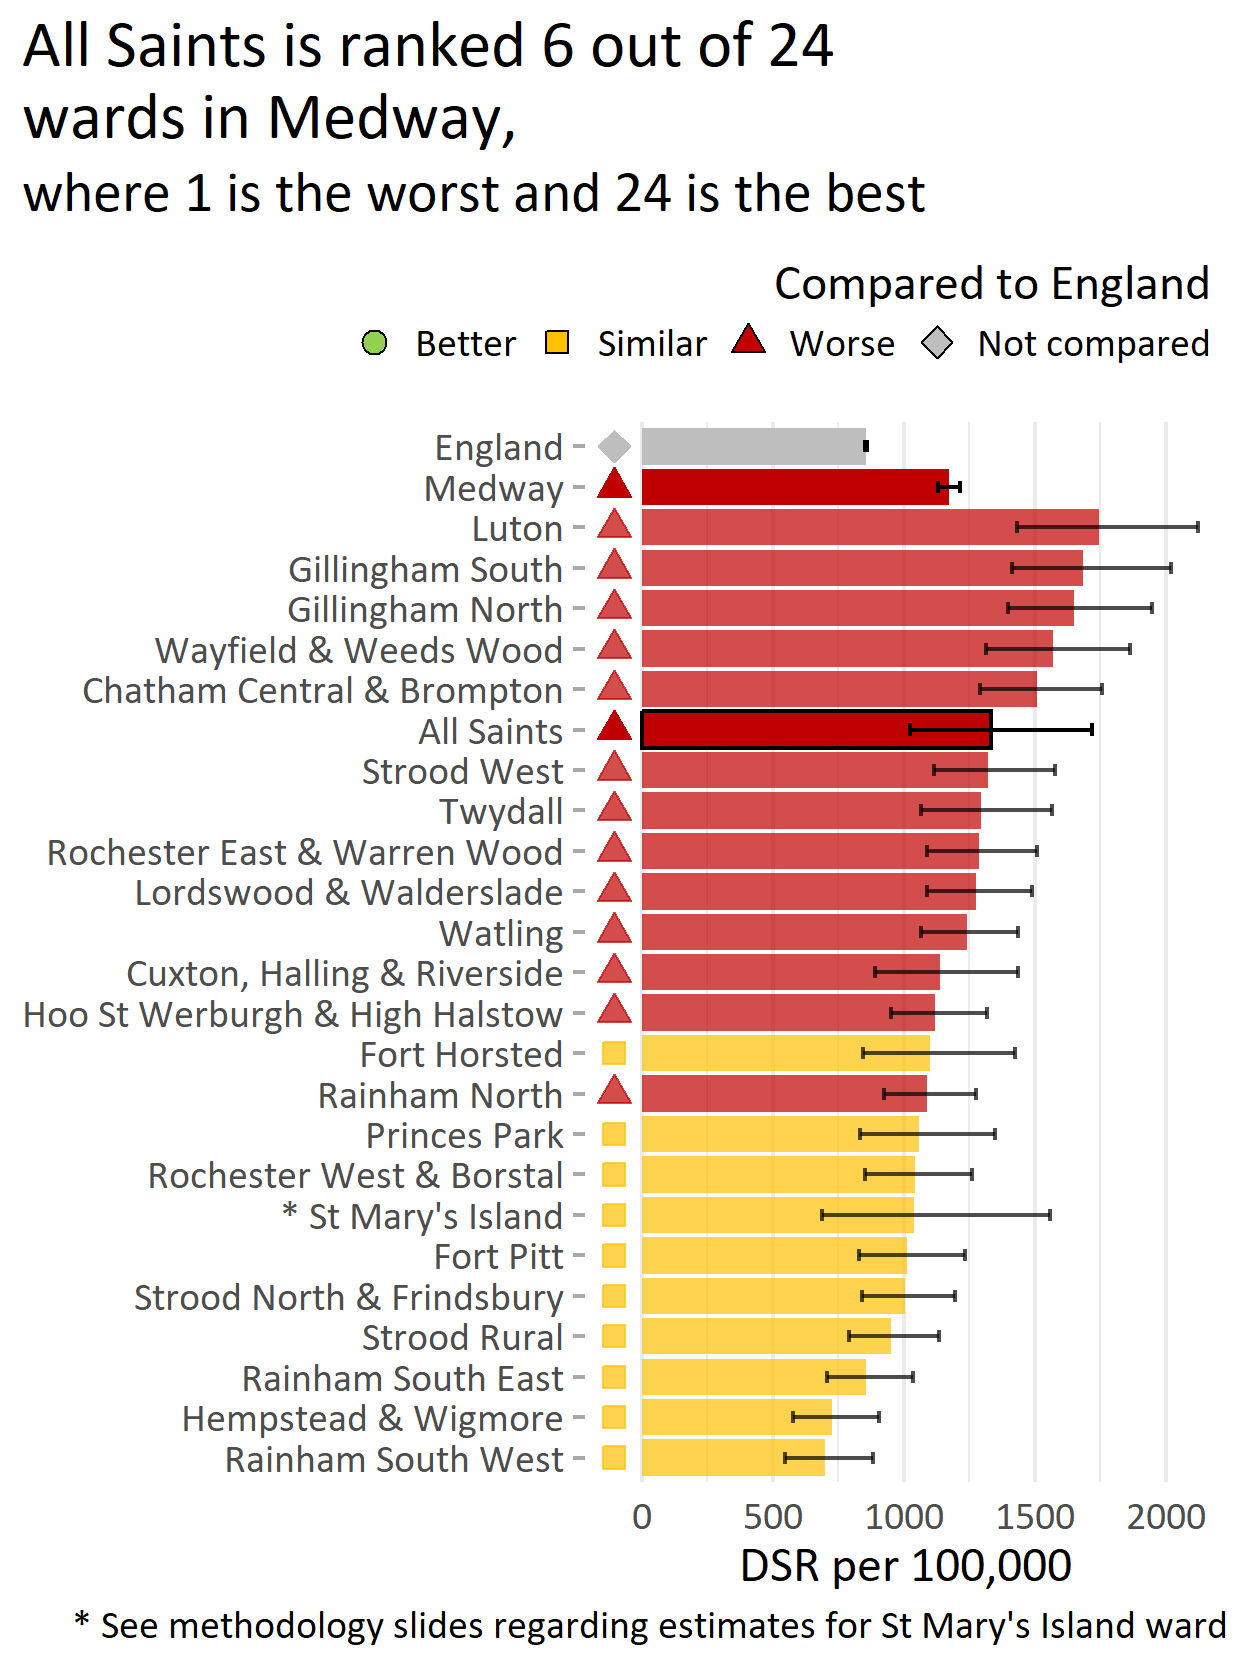 All Saints is ranked 6 out of 24
wards in Medway,
where 1 is the worst and 24 is the best
Compared to England
Better Similar Worse Not compared
England
Medway
Luton
Gillingham South
Gillingham North
Wayfield & Weeds Wood
Chatham Central & Brompton
All Saints
Strood West
Twydall
Rochester East & Warren Wood
Lordswood & Walderslade
Watling
Cuxton, Halling & Riverside
Hoo St Werburgh & High Halstow
Fort Horsted
Rainham North
Princes Park
Rochester West & Borstal
* St Mary's Island
Fort Pitt
Strood North & Frindsbury
Strood Rural
Rainham South East
Hempstead & Wigmore
Rainham South West
0 500 1000 1500 2000
DSR per 100,000
* See methodology slides regarding estimates for St Mary's Island ward